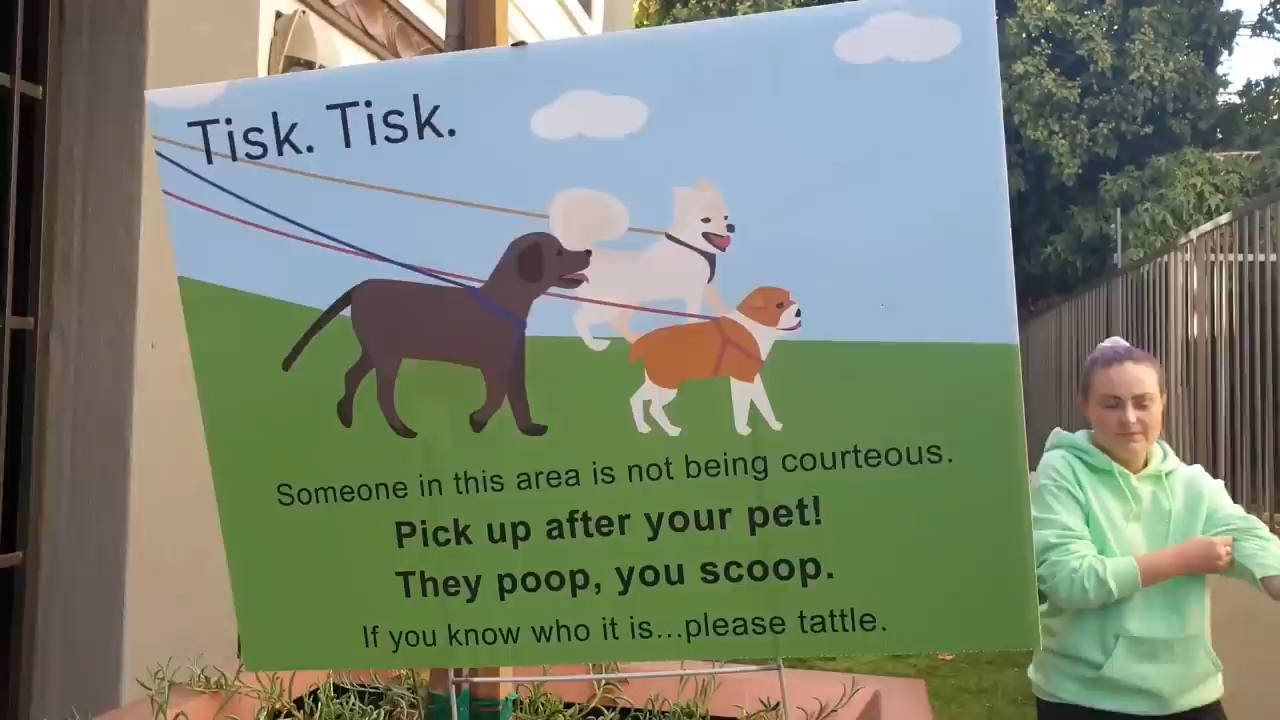 Tisk. Tisk.
Someone in this area is not being courteous.
Pick up after your pet!
They poop, you scoop.
If you know who it is...please tattle.